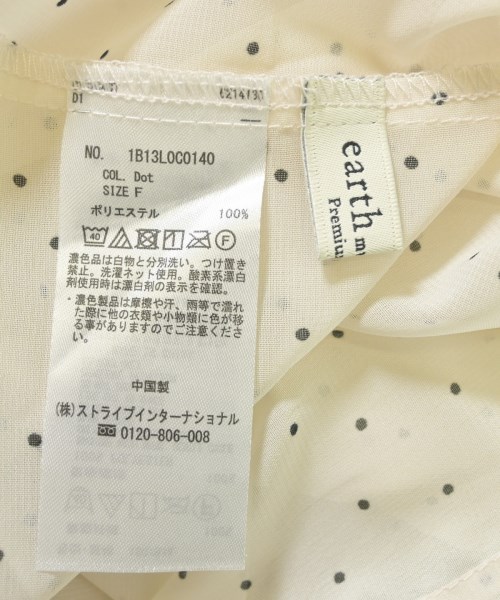 D1
NO. 1B13L0C0140
COL. Dot
SIZE F
ポリエステル 100%
40 F
濃色品は白物と分別洗い。つけ置き
禁止。洗濯ネット使用。酸素系漂白
剤使用時は漂白剤の表示を確認。
・濃色製品は摩擦や汗、雨等で濡れ
た際に他の衣類や小物類に色が移
る事がありますのでご注意くださ
い。
中国製
(株)ストライプインターナショナル
0120-806-008
earth
Premium